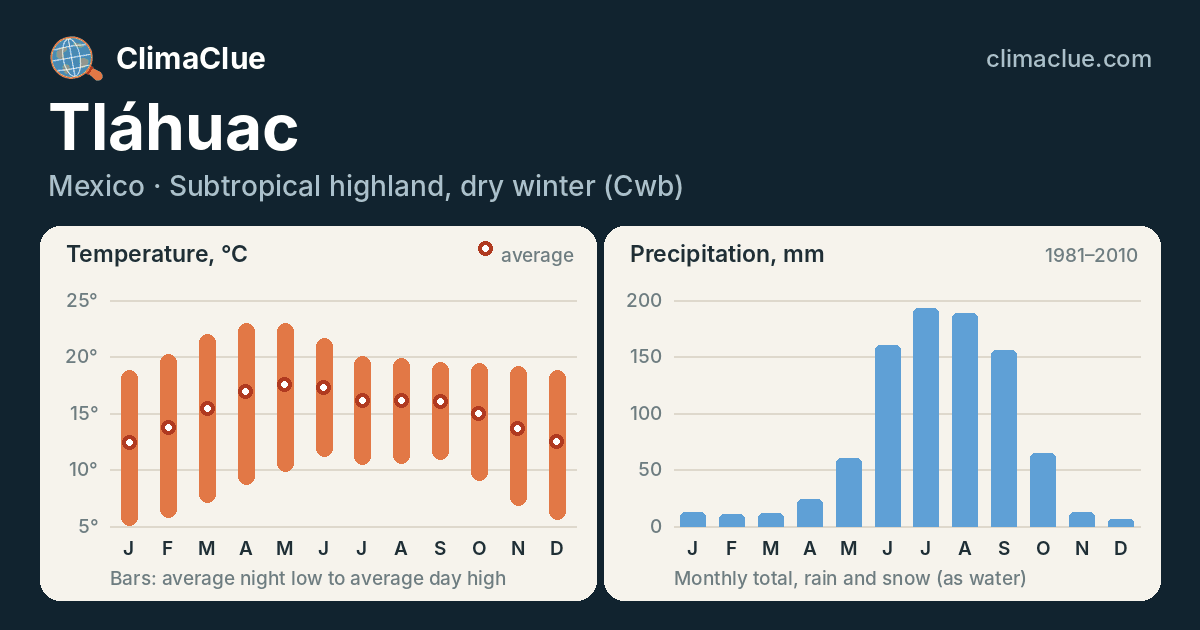 ClimaClue
climaclue.com
Tláhuac
Mexico · Subtropical highland, dry winter (Cwb)
Temperature, °C
average
25°
20°
15°
10°
5°
J F M A M J J A S O N D
Bars: average night low to average day high
Precipitation, mm
1981–2010
200
150
100
50
0
J F M A M J J A S O N D
Monthly total, rain and snow (as water)